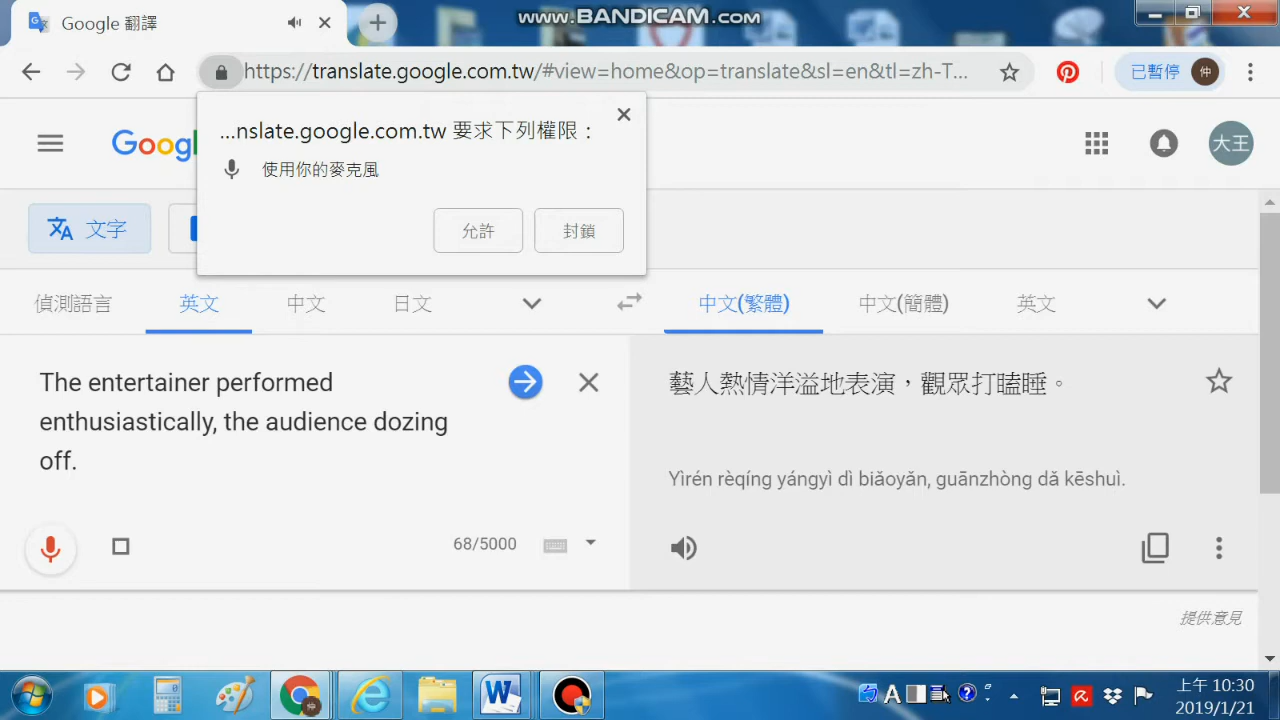 www.BANDICAM.com
Google 翻譯
https://translate.google.com.tw/#view=home&op=translate&sl=en&tl=zh-T...
已暫停 仲
...nslate.google.com.tw 要求下列權限：
使用你的麥克風
允許 封鎖
Googl
大王
文字
偵測語言 英文 中文 日文
中文(繁體) 中文(簡體) 英文
The entertainer performed
enthusiastically, the audience dozing
off.
68/5000
藝人熱情洋溢地表演，觀眾打瞌睡。
Yìrén rèqíng yángyì dì biǎoyǎn, guānzhòng dǎ kēshuì.
提供意見
上午 10:30
2019/1/21